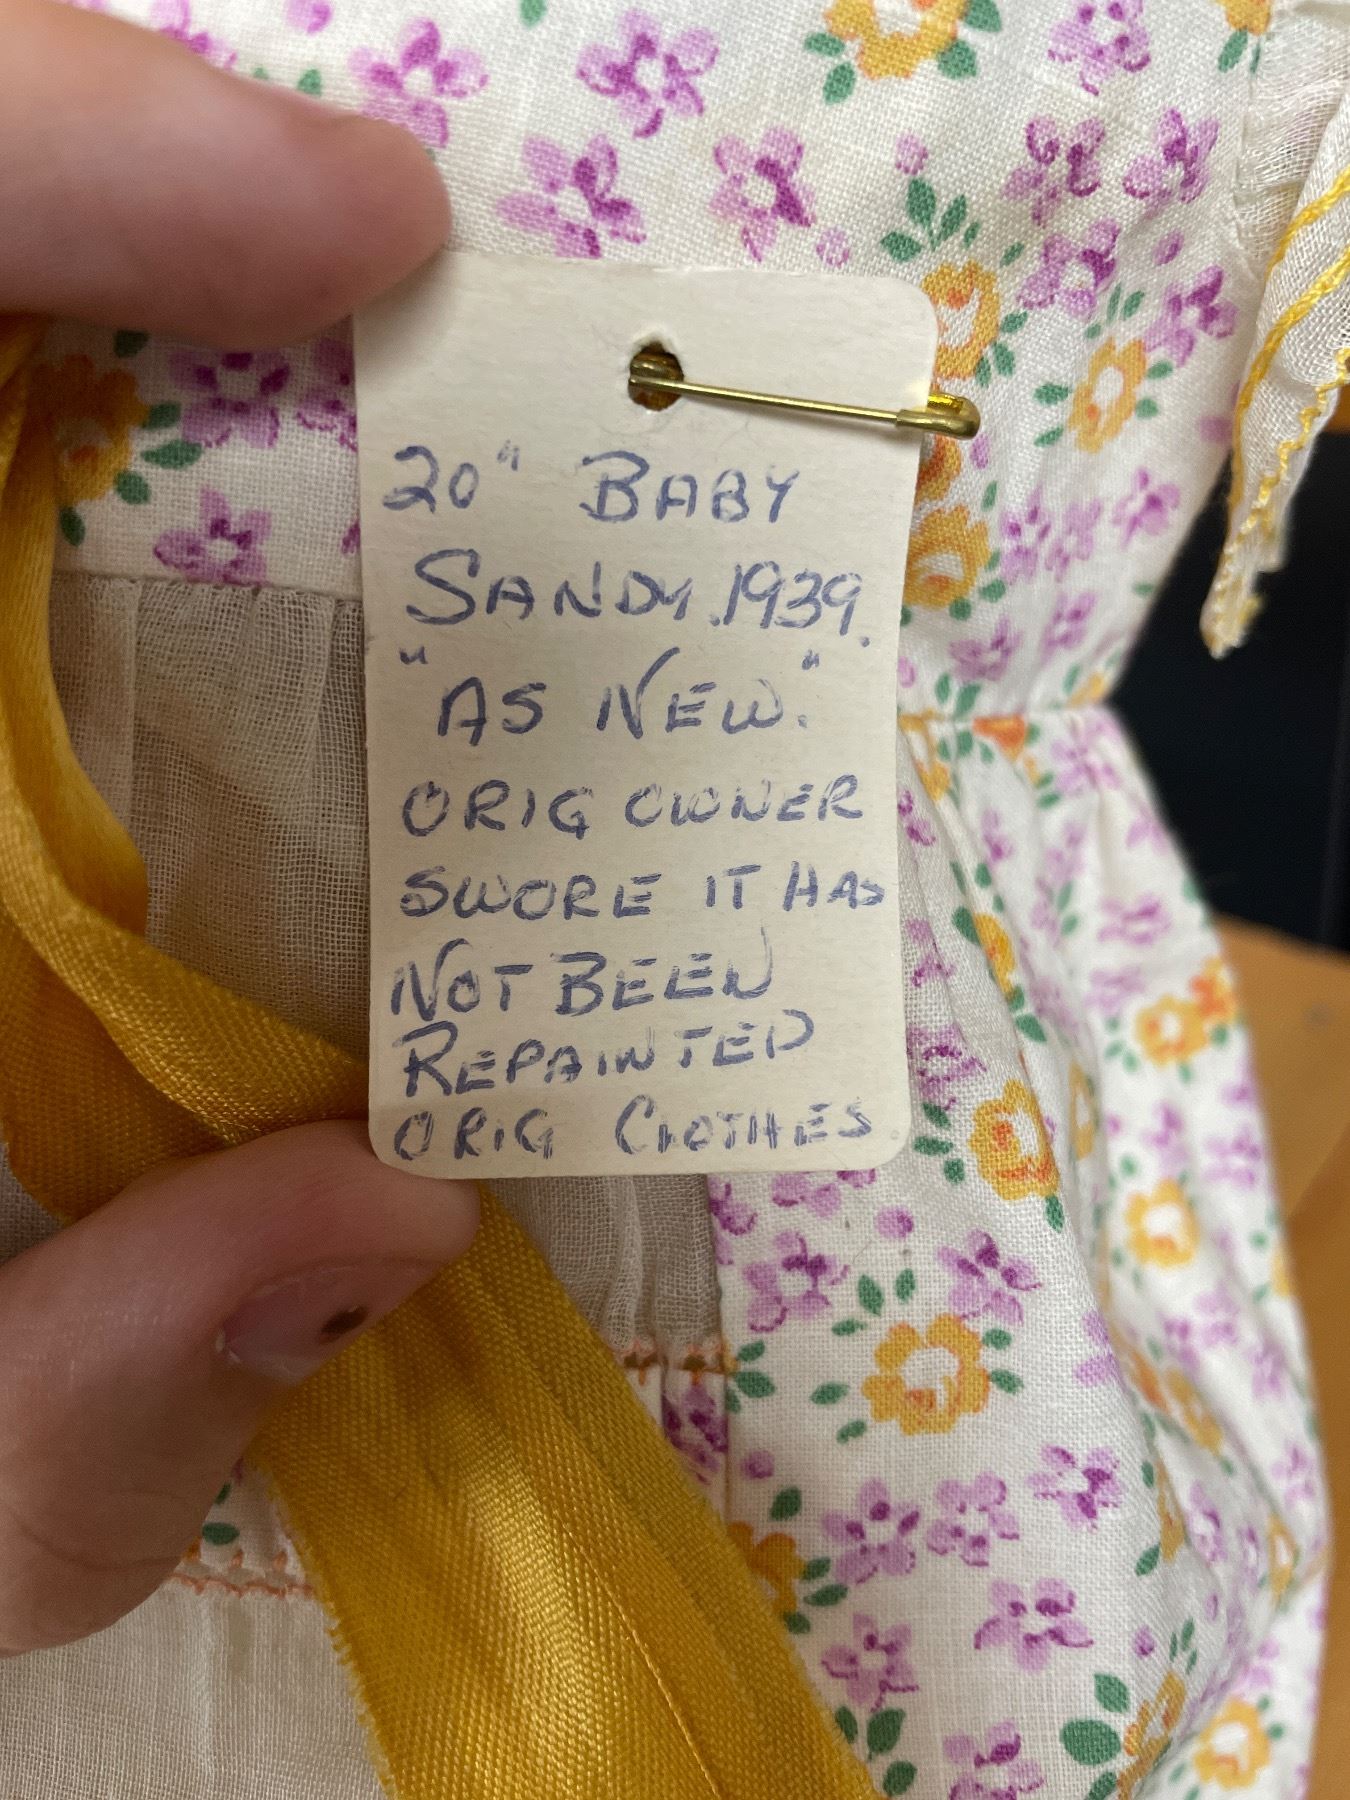 20" BABY
SANDY. 1939.
"AS NEW."
ORIG OWNER
SWORE IT HAS
NOT BEEN
REPAINTED
ORIG CLOTHES